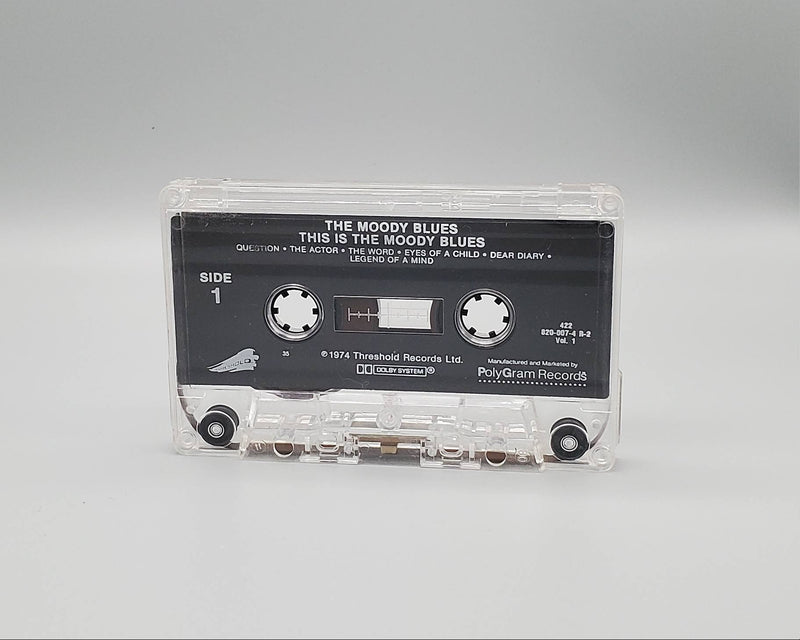 THE MOODY BLUES
THIS IS THE MOODY BLUES
QUESTION • THE ACTOR • THE WORD • EYES OF A CHILD • DEAR DIARY •
LEGEND OF A MIND
SIDE
1
422
820-007-4 R-2
Vol. 1
35
℗1974 Threshold Records Ltd.
DOLBY SYSTEM®
Manufactured and Marketed by
PolyGram Records